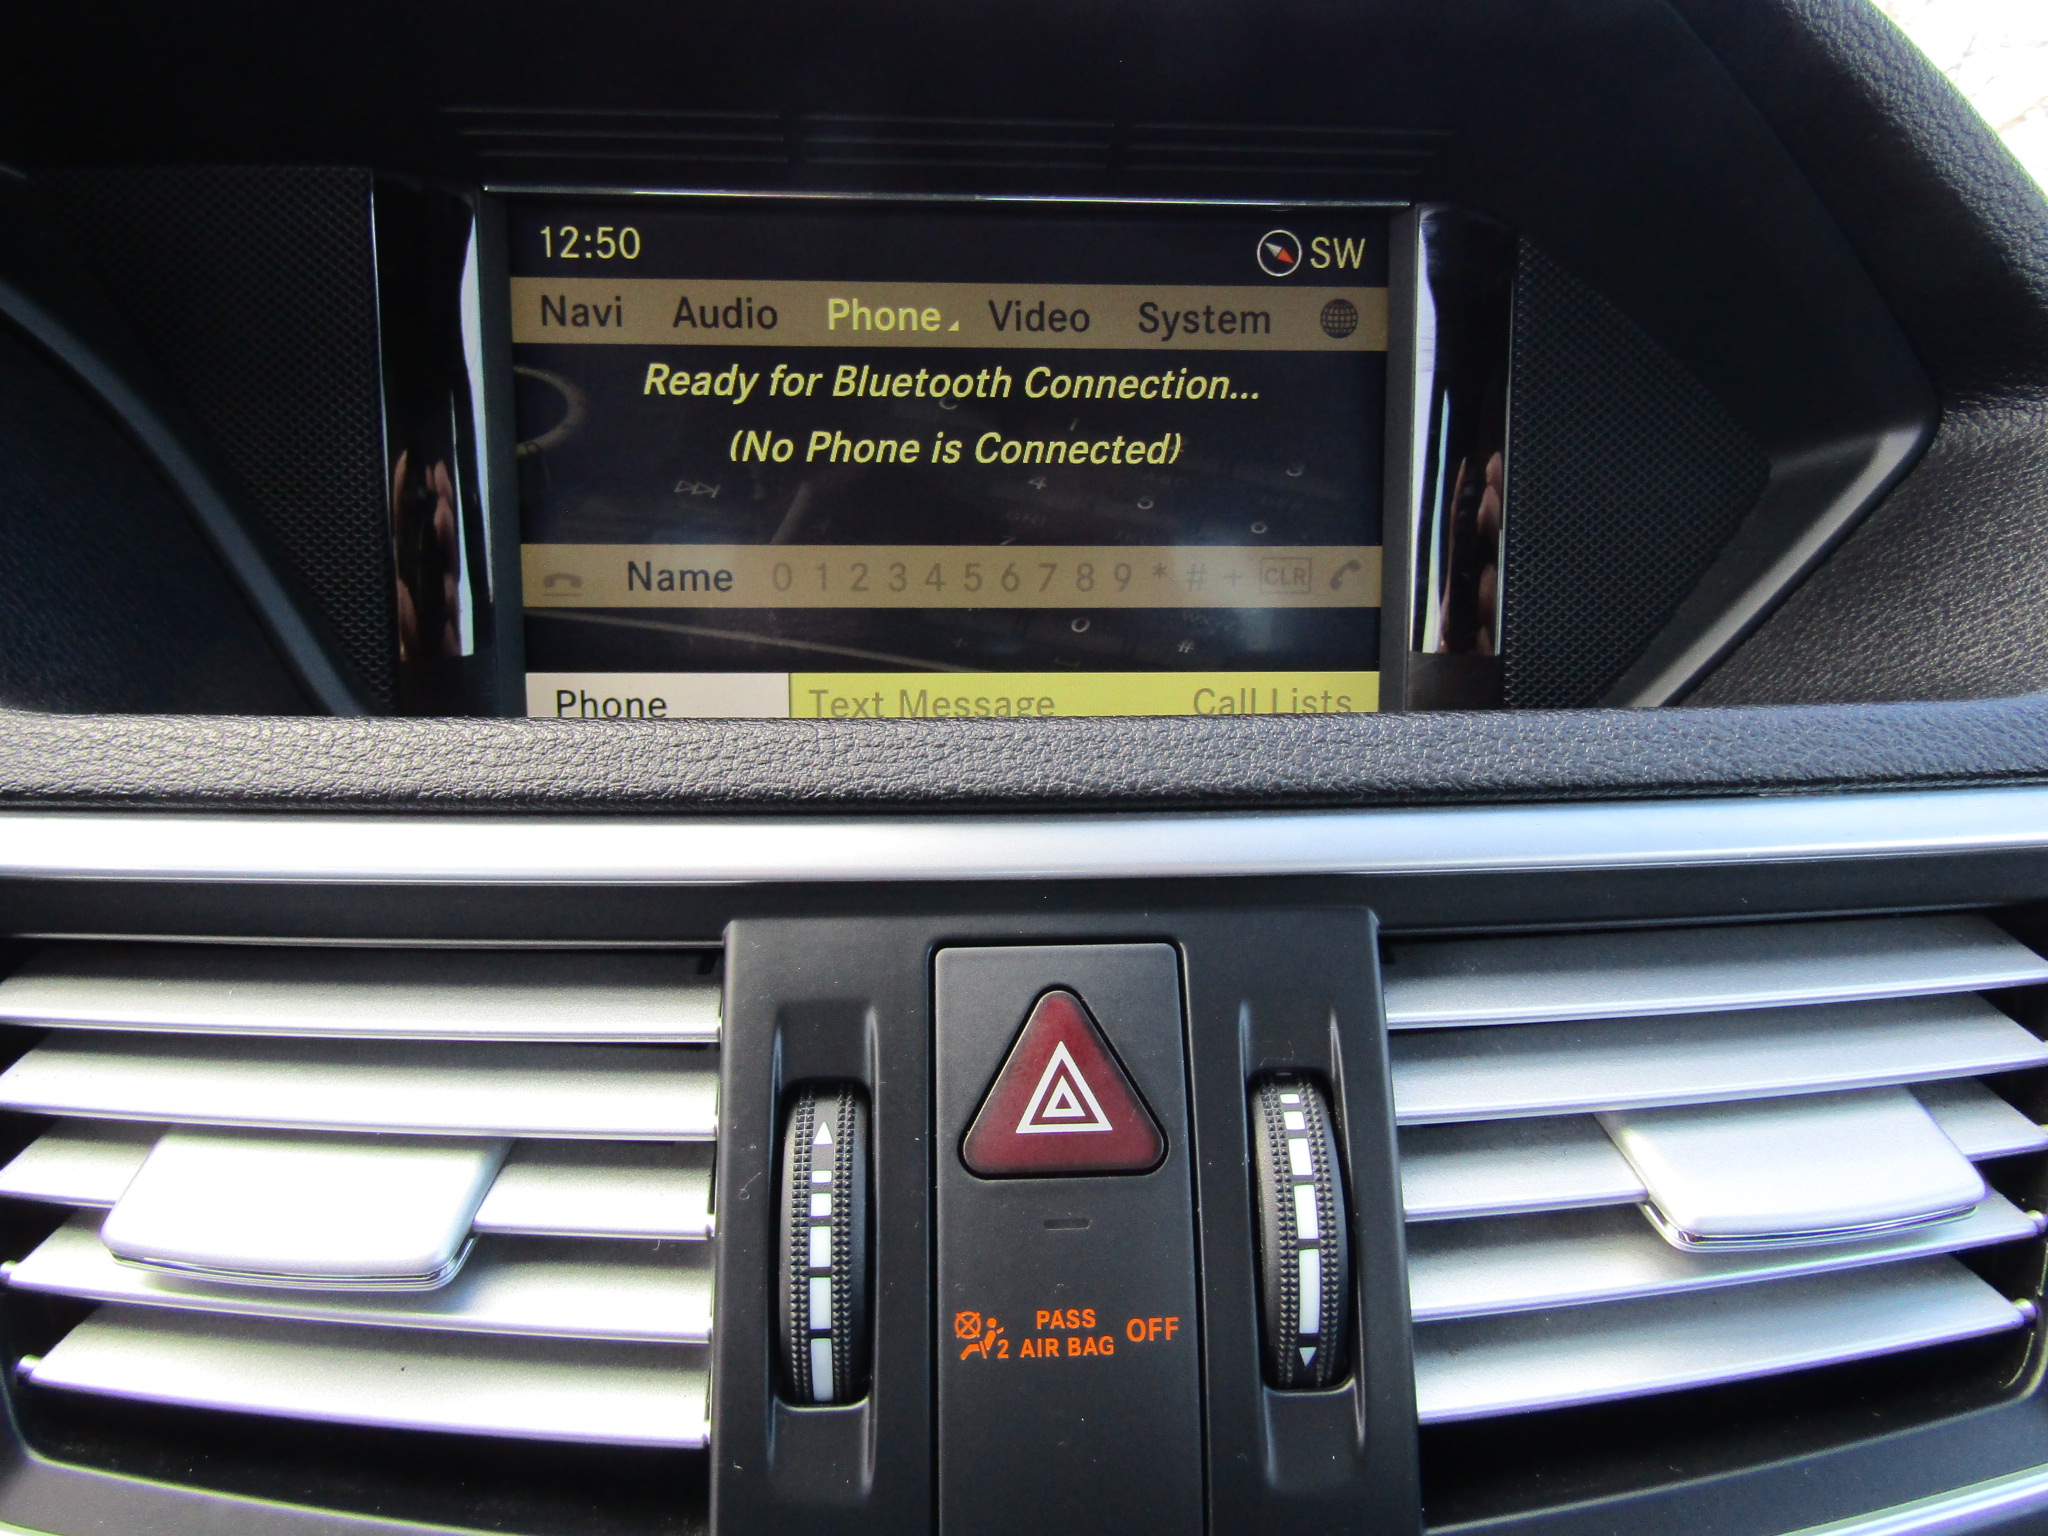 12:50 SW
Navi Audio Phone Video System
Ready for Bluetooth Connection...
(No Phone is Connected)
Name 0 1 2 3 4 5 6 7 8 9 * # + CLR
Phone Text Message Call Lists
PASS
2 AIR BAG OFF